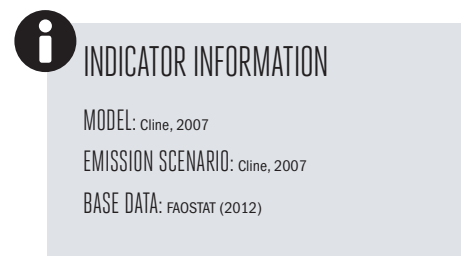 i
INDICATOR INFORMATION
MODEL: Cline, 2007
EMISSION SCENARIO: Cline, 2007
BASE DATA: FAOSTAT (2012)